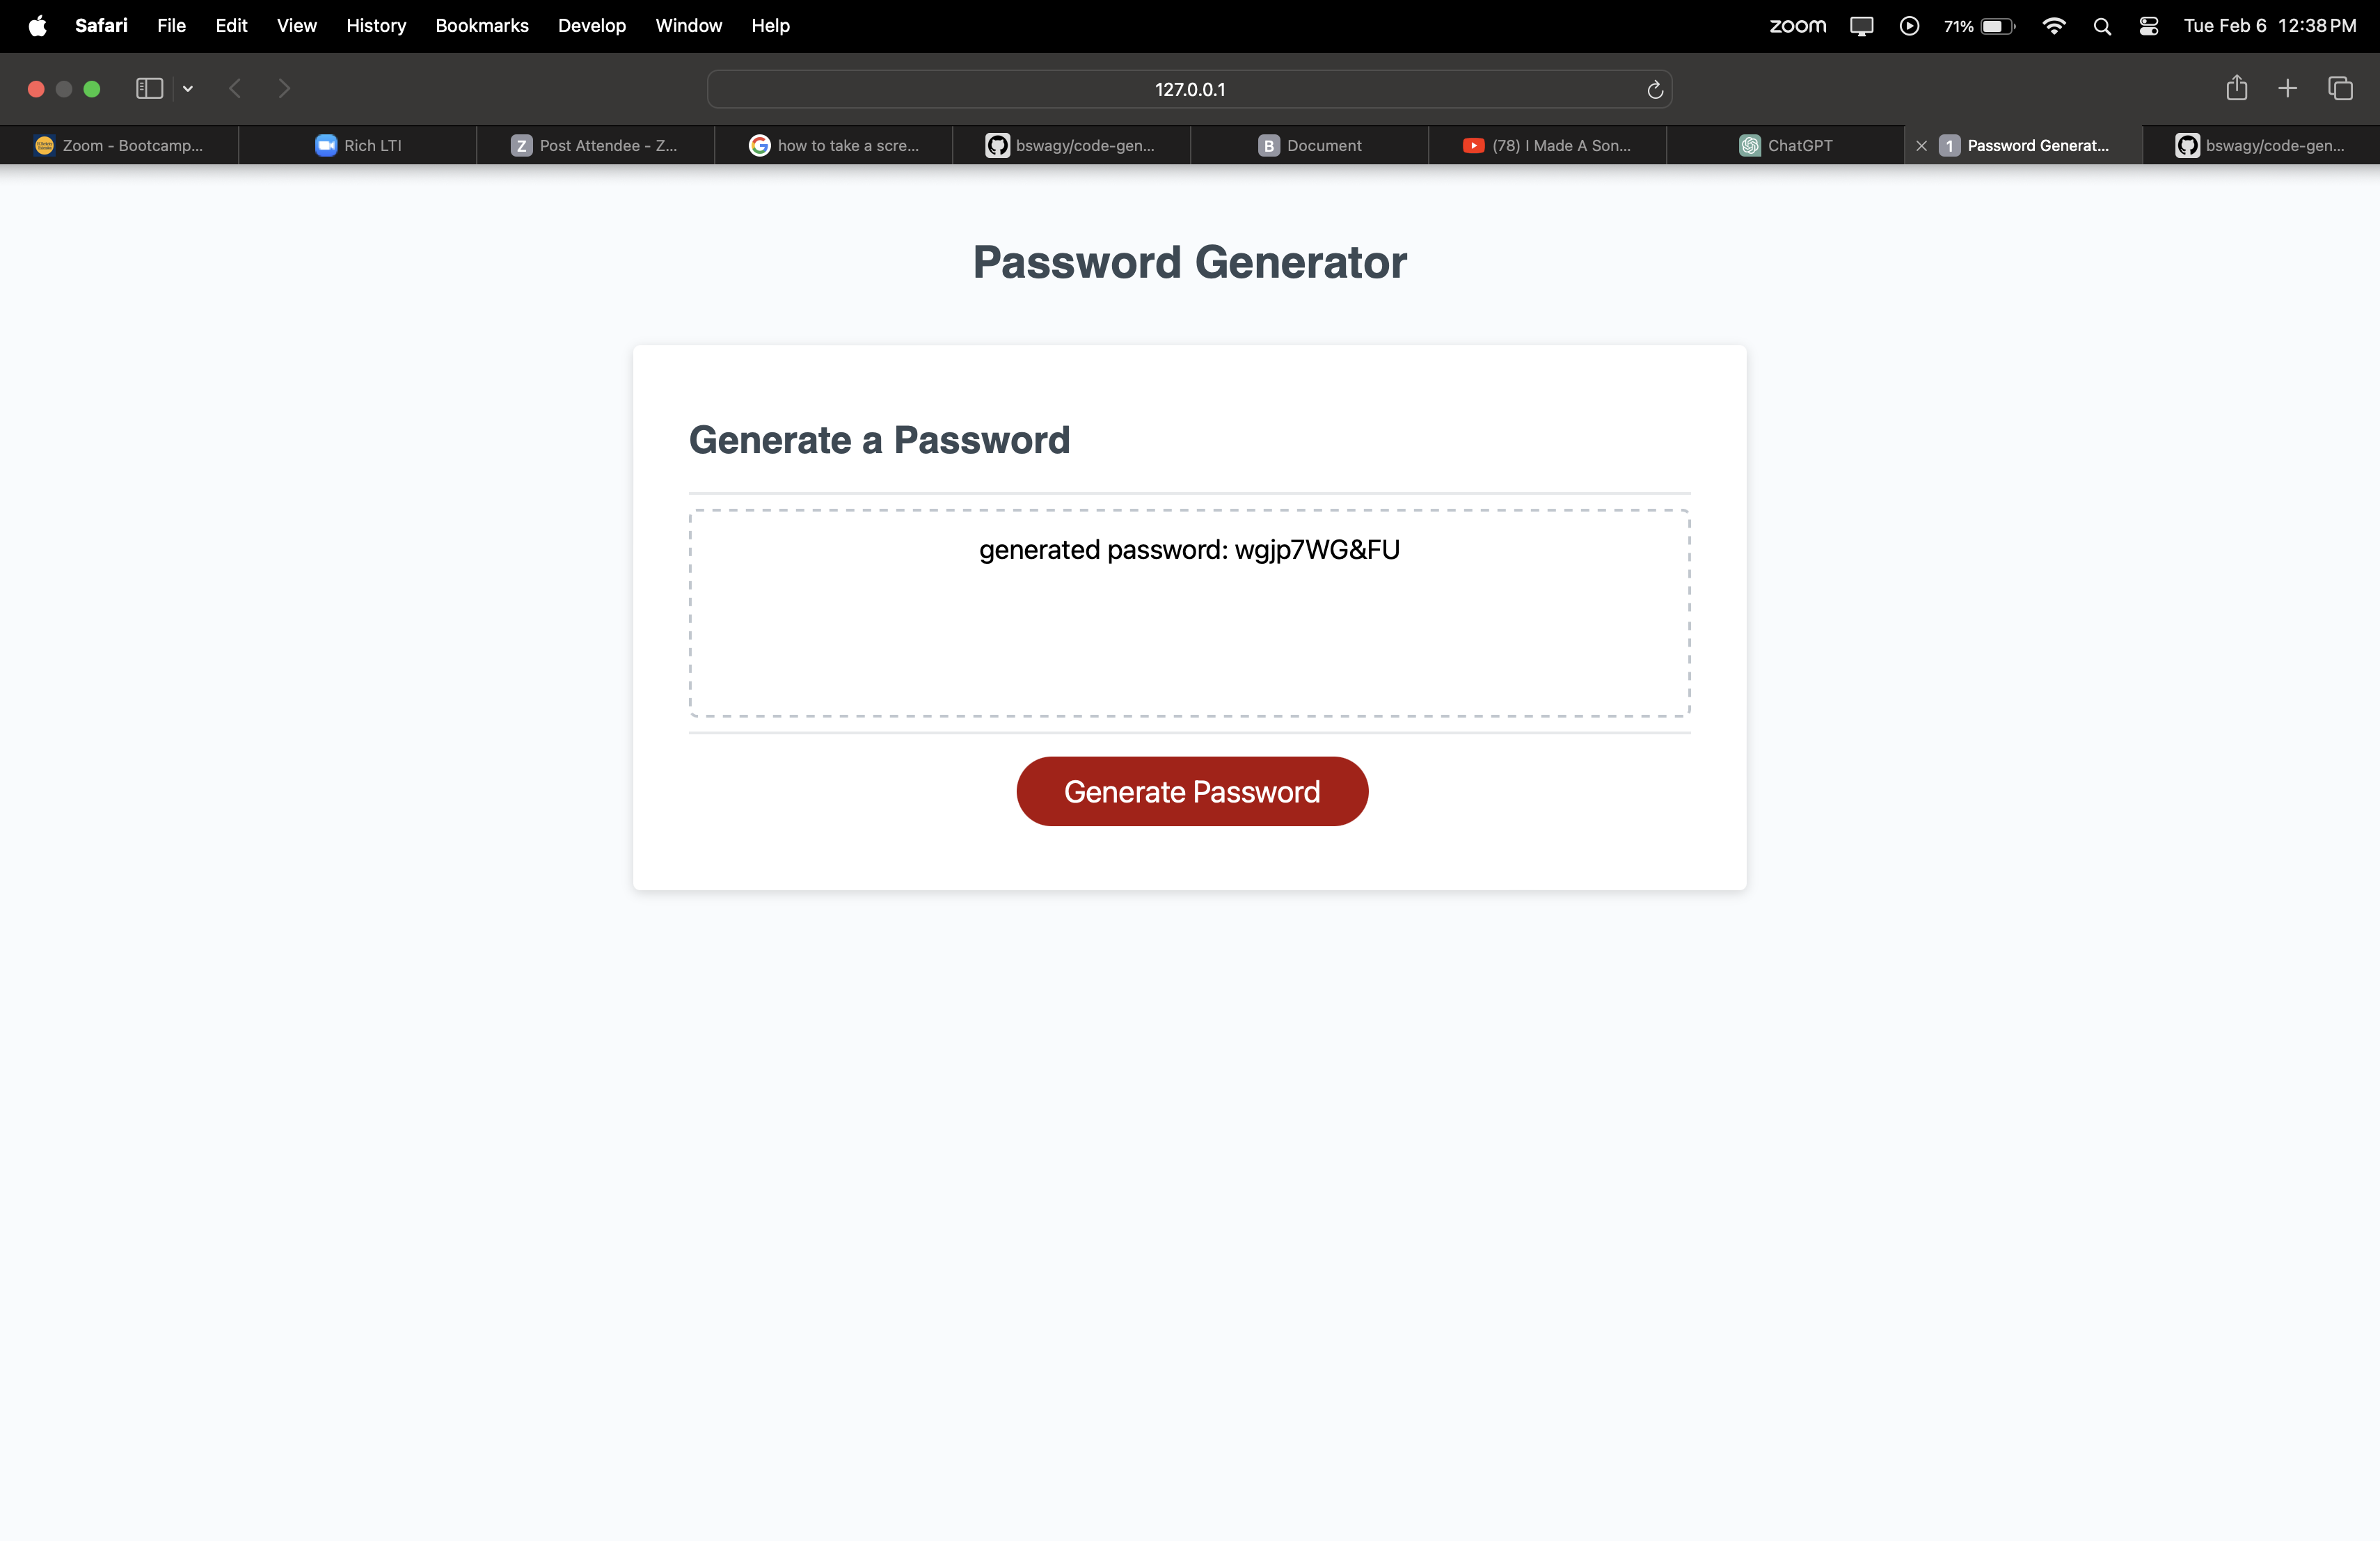 Safari File Edit View History Bookmarks Develop Window Help zoom 71% Tue Feb 6 12:38 PM
127.0.0.1
Zoom - Bootcamp... Rich LTI Z Post Attendee - Z... how to take a scre... bswagy/code-gen... B Document (78) I Made A Son... ChatGPT 1 Password Generat... bswagy/code-gen...
Password Generator
Generate a Password
generated password: wgjp7WG&FU
Generate Password